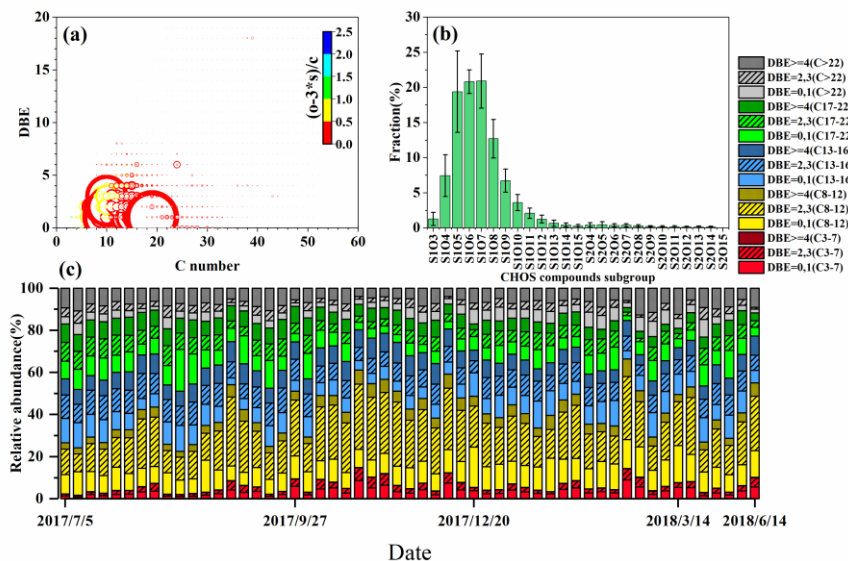 (a)
DBE
20
15
10
5
0
0 10 20 30 40 50 60
C number
(o-3*s)/c
2.5
2.0
1.5
1.0
0.5
0.0
(b)
Fraction(%)
30
25
20
15
10
5
0
S1O3
S1O4
S1O5
S1O6
S1O7
S1O8
S1O9
S1O10
S1O11
S1O12
S1O13
S1O14
S1O15
S2O4
S2O5
S2O6
S2O7
S2O8
S2O9
S2O10
S2O11
S2O12
S2O13
S2O14
S2O15
CHOS compounds subgroup
DBE>=4(C>22)
DBE=2,3(C>22)
DBE=0,1(C>22)
DBE>=4(C17-22
DBE=2,3(C17-22
DBE=0,1(C17-22
DBE>=4(C13-16
DBE=2,3(C13-16
DBE=0,1(C13-16
DBE>=4(C8-12)
DBE=2,3(C8-12)
DBE=0,1(C8-12)
DBE>=4(C3-7)
DBE=2,3(C3-7)
DBE=0,1(C3-7)
(c)
Relative abundance(%)
100
80
60
40
20
0
2017/7/5 2017/9/27 2017/12/20 2018/3/14 2018/6/14
Date